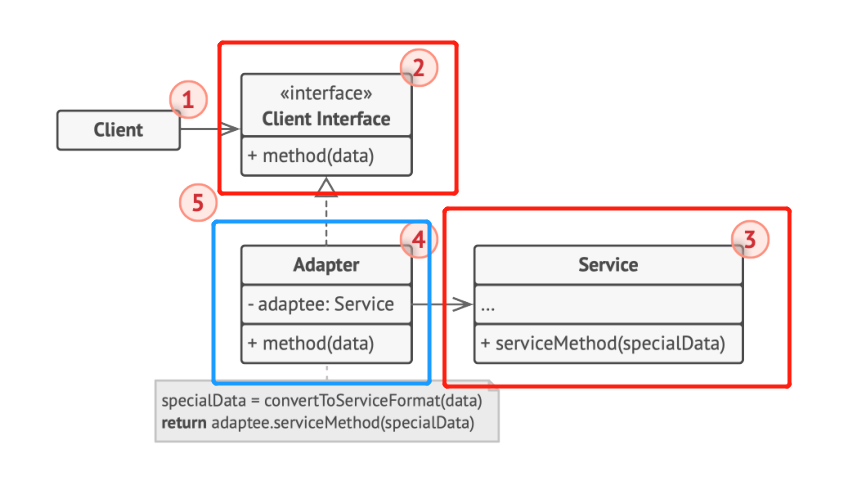 1
2
«interface»
Client
Client Interface
+ method(data)
5
4
3
Adapter
Service
- adaptee: Service
...
+ method(data)
+ serviceMethod(specialData)
specialData = convertToServiceFormat(data)
return adaptee.serviceMethod(specialData)